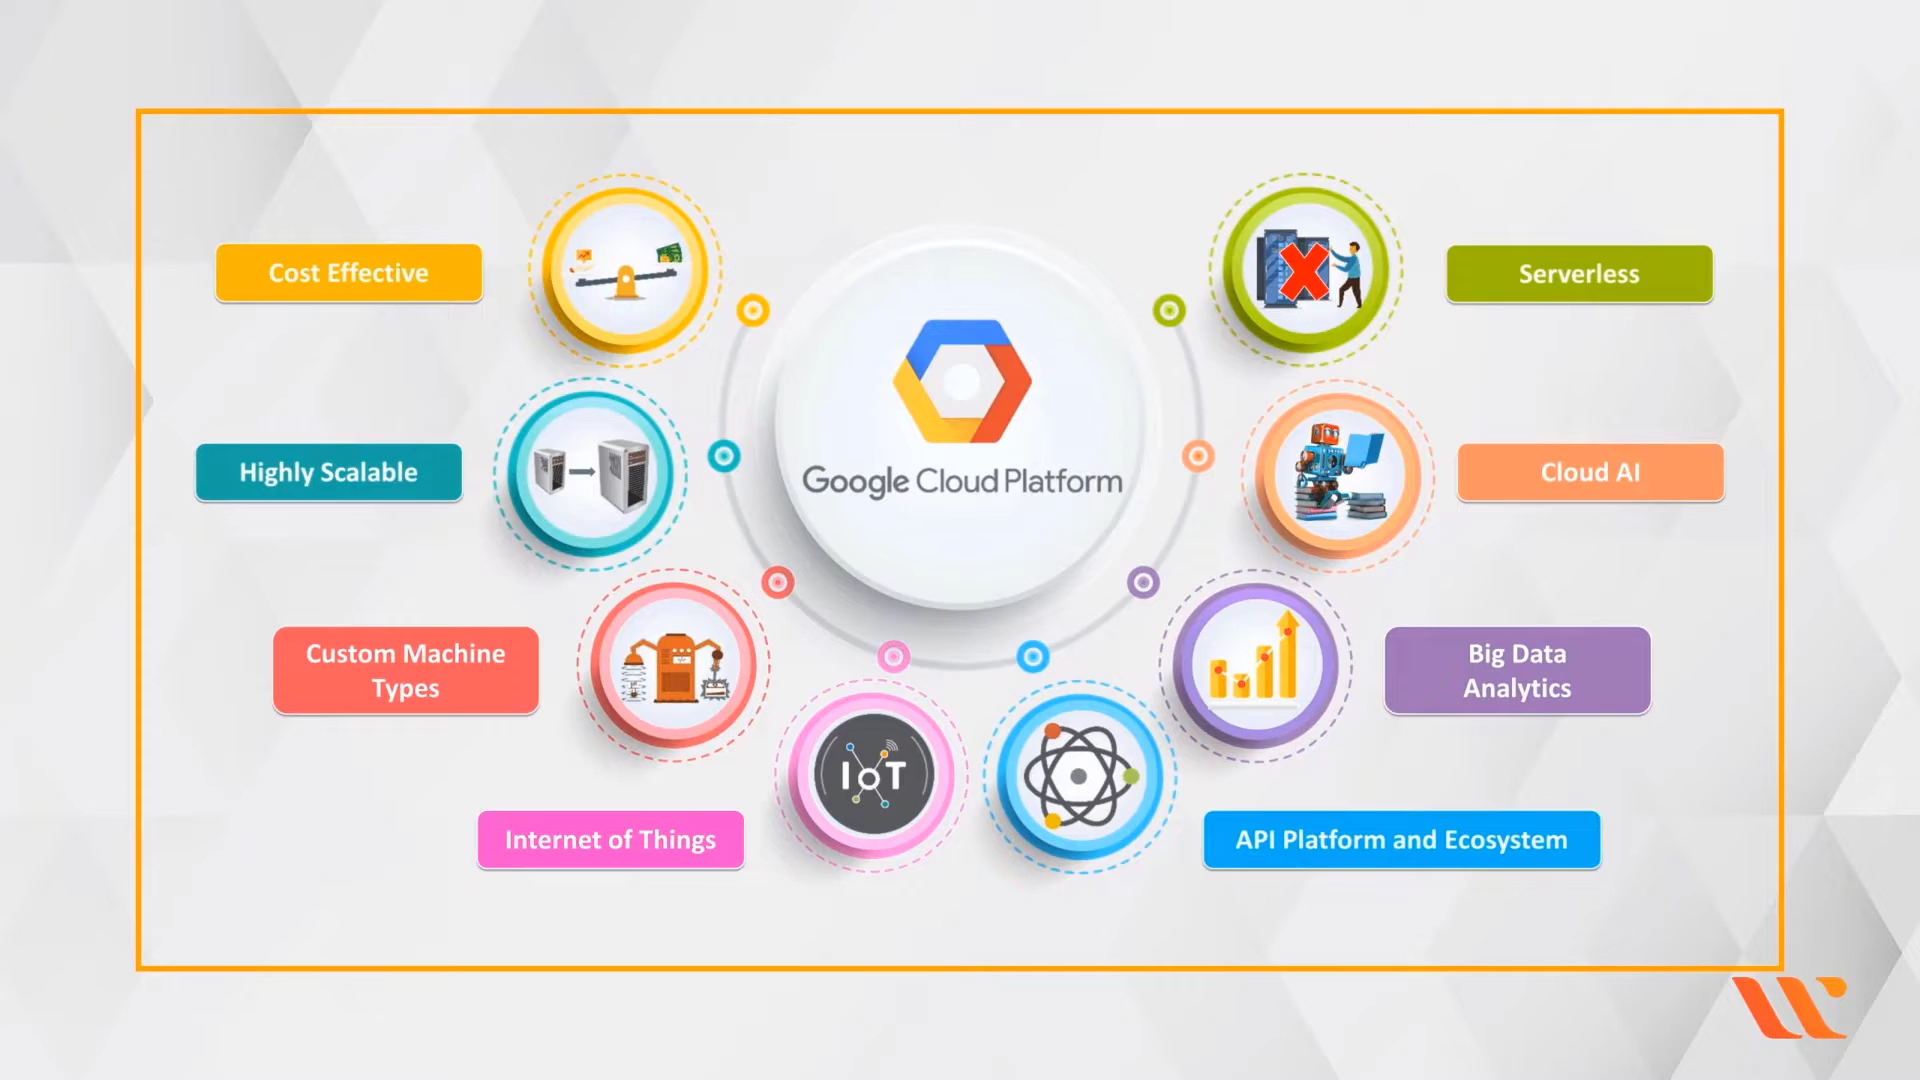 Cost Effective
Serverless
Highly Scalable
Google Cloud Platform
Cloud AI
Custom Machine
Types
Big Data
Analytics
IoT
Internet of Things
API Platform and Ecosystem